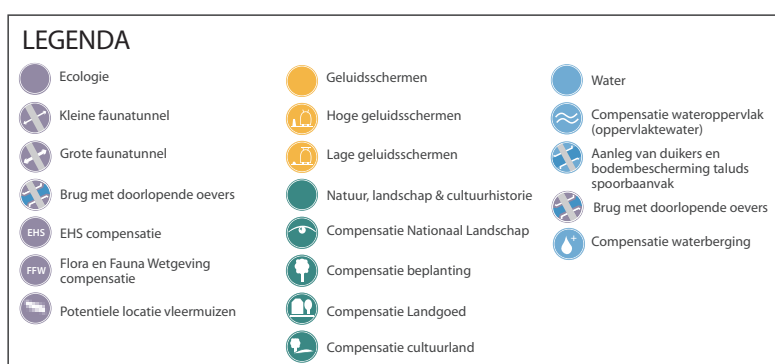 LEGENDA
Ecologie
Kleine faunatunnel
Grote faunatunnel
Brug met doorlopende oevers
EHS
EHS compensatie
FFW
Flora en Fauna Wetgeving
compensatie
Potentiele locatie vleermuizen
Geluidsschermen
Hoge geluidsschermen
Lage geluidsschermen
Natuur, landschap & cultuurhistorie
Compensatie Nationaal Landschap
Compensatie beplanting
Compensatie Landgoed
Compensatie cultuurland
Water
Compensatie wateroppervlak
(oppervlaktewater)
Aanleg van duikers en
bodembescherming taluds
spoorbaanvak
Brug met doorlopende oevers
Compensatie waterberging